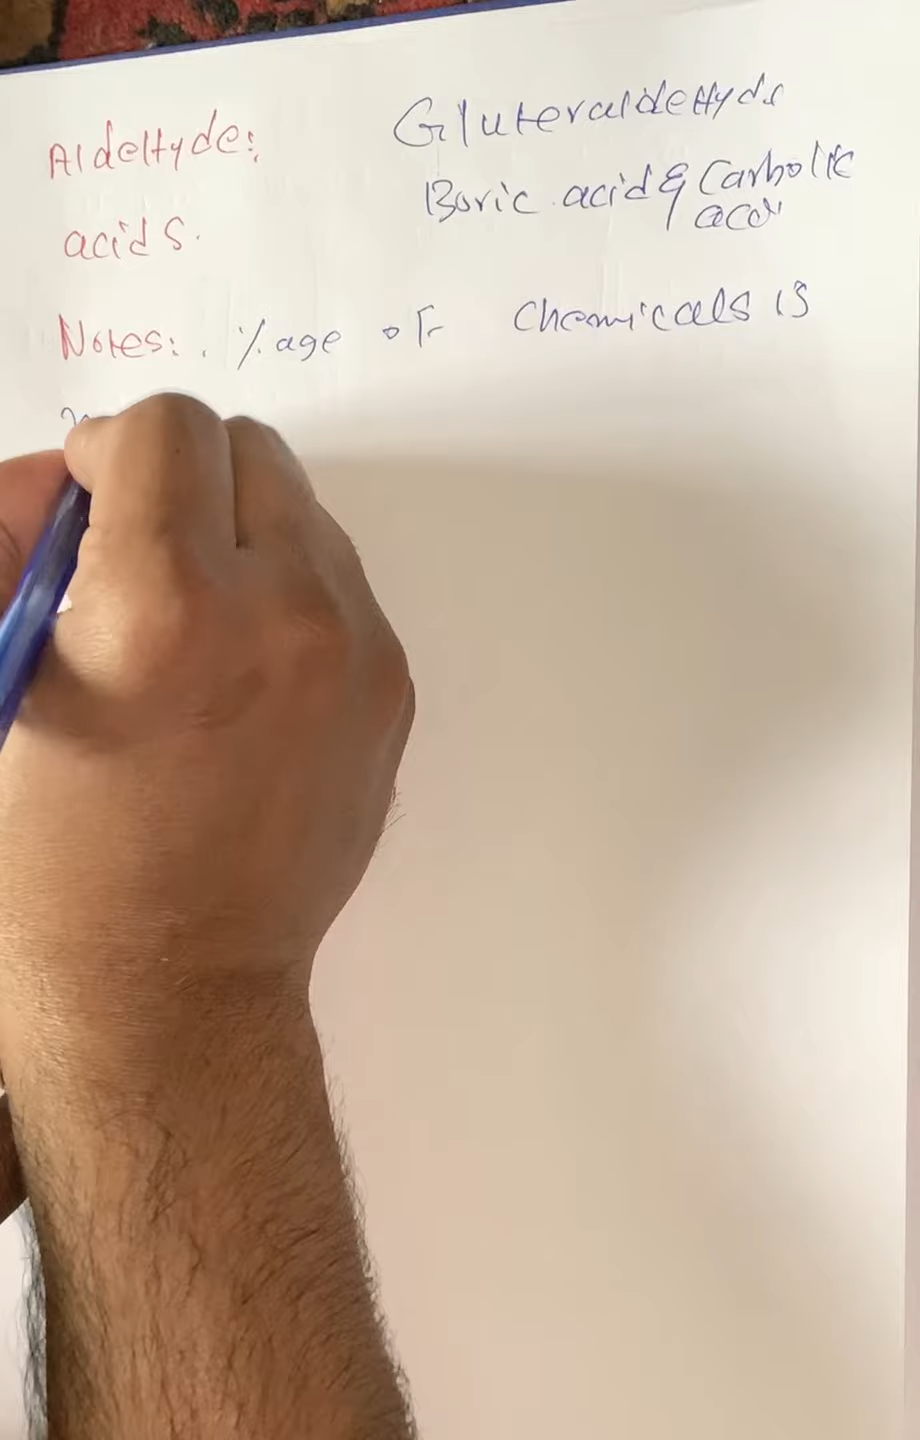 Aldehyde: Gluteraldehyde
acids. Boric acid & Carbolic
acid
Notes: . %age of Chemicals is